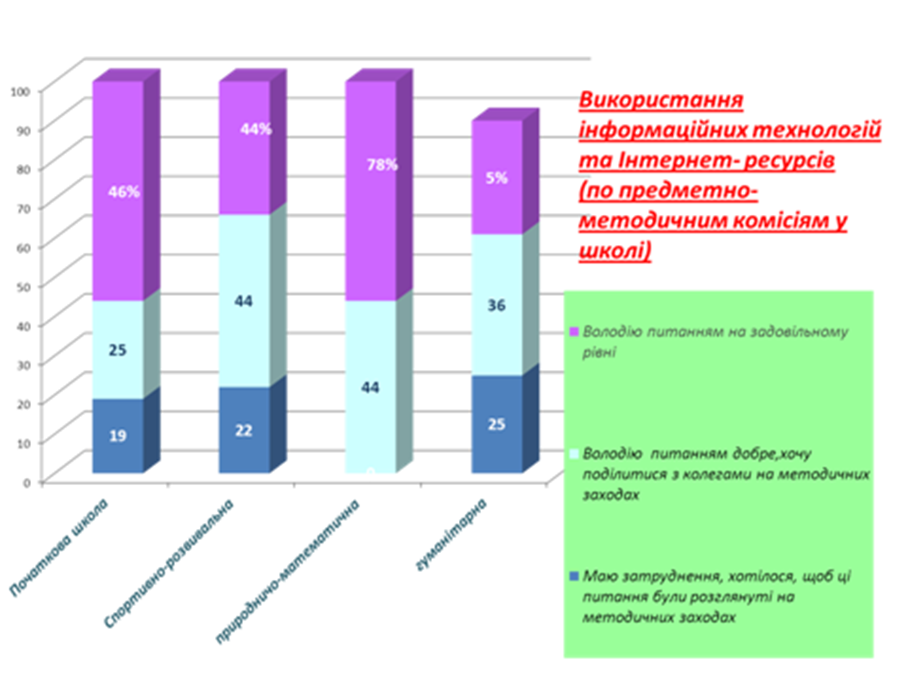 Використання
інформаційних технологій
та Інтернет- ресурсів
(по предметно-
методичним комісіям у
школі)
100
90
80
70
60
50
40
30
20
10
0
46%
25
19
44%
44
22
78%
44
0
5%
36
25
Початкова школа
Спортивно-розвивальна
природничо-математична
гуманітарна
Володію питанням на задовільному
рівні
Володію питанням добре,хочу
поділитися з колегами на методичних
заходах
Маю затруднення, хотілося, щоб ці
питання були розглянуті на
методичних заходах